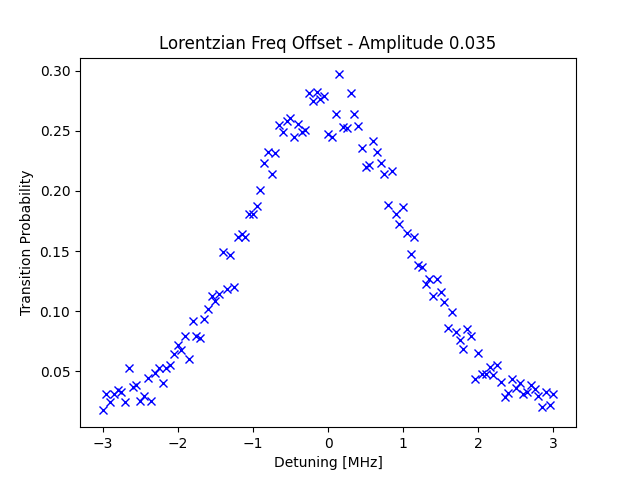 Lorentzian Freq Offset - Amplitude 0.035
Transition Probability
0.30
0.25
0.20
0.15
0.10
0.05
−3 −2 −1 0 1 2 3
Detuning [MHz]